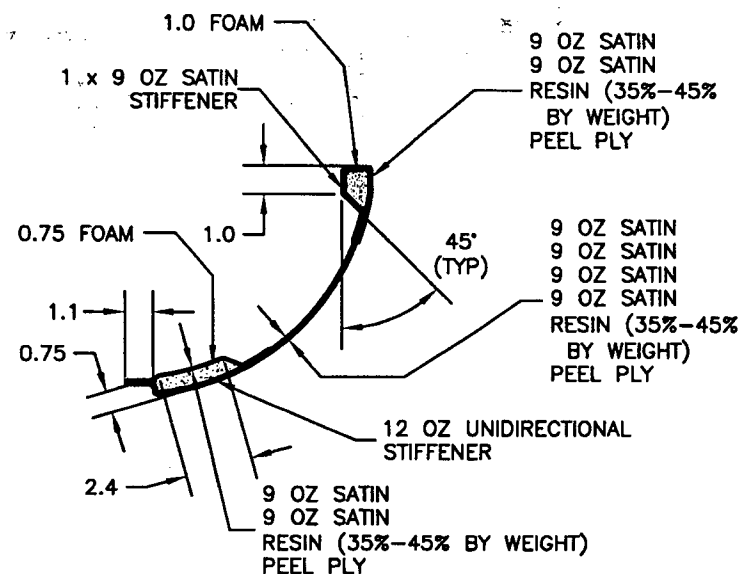 1.0 FOAM
1 x 9 OZ SATIN
STIFFENER
9 OZ SATIN
9 OZ SATIN
RESIN (35%-45%
BY WEIGHT)
PEEL PLY
1.0
45°
(TYP)
0.75 FOAM
9 OZ SATIN
9 OZ SATIN
9 OZ SATIN
9 OZ SATIN
RESIN (35%-45%
BY WEIGHT)
PEEL PLY
1.1
0.75
12 OZ UNIDIRECTIONAL
STIFFENER
2.4
9 OZ SATIN
9 OZ SATIN
RESIN (35%-45% BY WEIGHT)
PEEL PLY